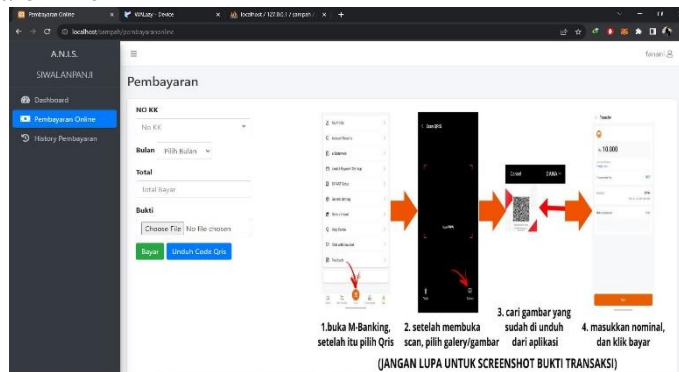 Pembayaran Online
WALazy - Device
localhost / 127.0.0.1 / sampah /
localhost/sampah/pembayaranonline
A.N.I.S.
SIWALANPANJI
Dashboard
Pembayaran Online
History Pembayaran
Pembayaran
NO KK
No KK
Bulan
Pilih Bulan
Total
Total Bayar
Bukti
Choose File No file chosen
Bayar
Unduh Code Qris
Scan QRIS
Cancel
DANA
Transfer
10.000
1.buka M-Banking,
setelah itu pilih Qris
2. setelah membuka
scan, pilih galery/gambar
3. cari gambar yang
sudah di unduh
dari aplikasi
4. masukkan nominal,
dan klik bayar
(JANGAN LUPA UNTUK SCREENSHOT BUKTI TRANSAKSI)